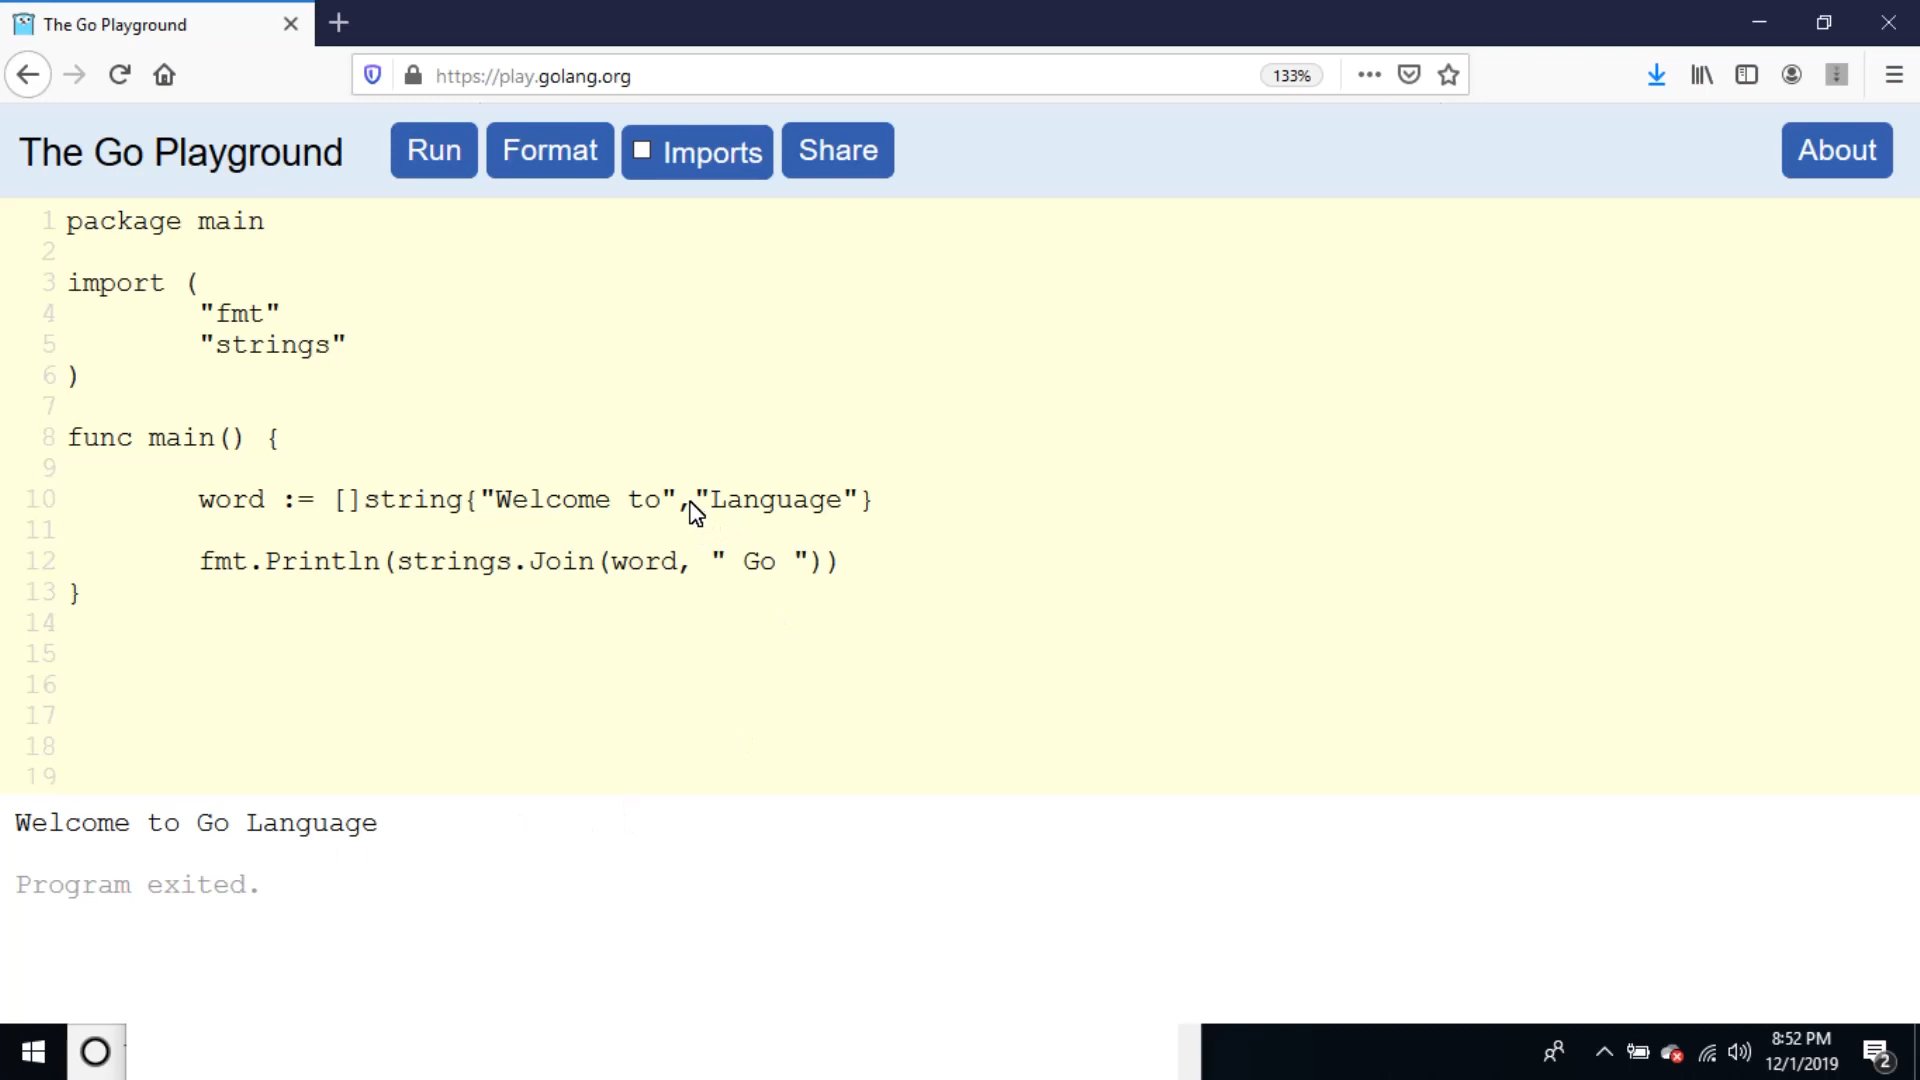 The Go Playground
https://play.golang.org
133%
The Go Playground Run Format Imports Share About
1 package main
2
3 import (
4 "fmt"
5 "strings"
6 )
7
8 func main() {
9
10 word := []string{"Welcome to","Language"}
11
12 fmt.Println(strings.Join(word, " Go "))
13 }
14
15
16
17
18
19
Welcome to Go Language
Program exited.
8:52 PM
12/1/2019
2